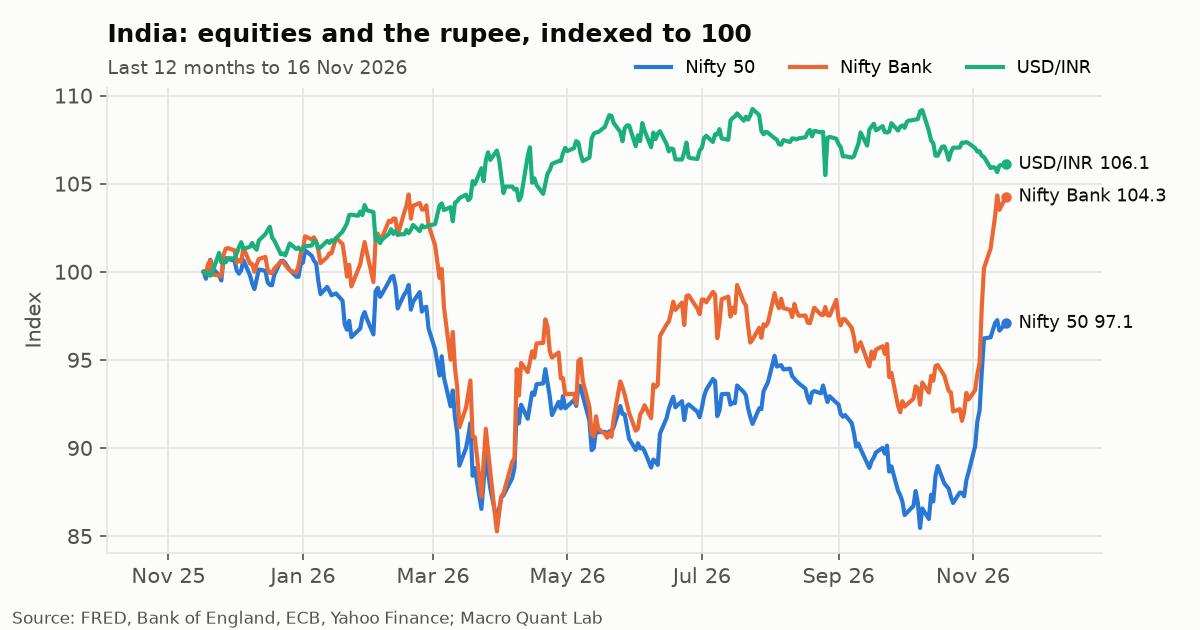 India: equities and the rupee, indexed to 100
Last 12 months to 16 Nov 2026
Nifty 50
Nifty Bank
USD/INR
110
105
100
95
90
85
Index
USD/INR 106.1
Nifty Bank 104.3
Nifty 50 97.1
Nov 25
Jan 26
Mar 26
May 26
Jul 26
Sep 26
Nov 26
Source: FRED, Bank of England, ECB, Yahoo Finance; Macro Quant Lab